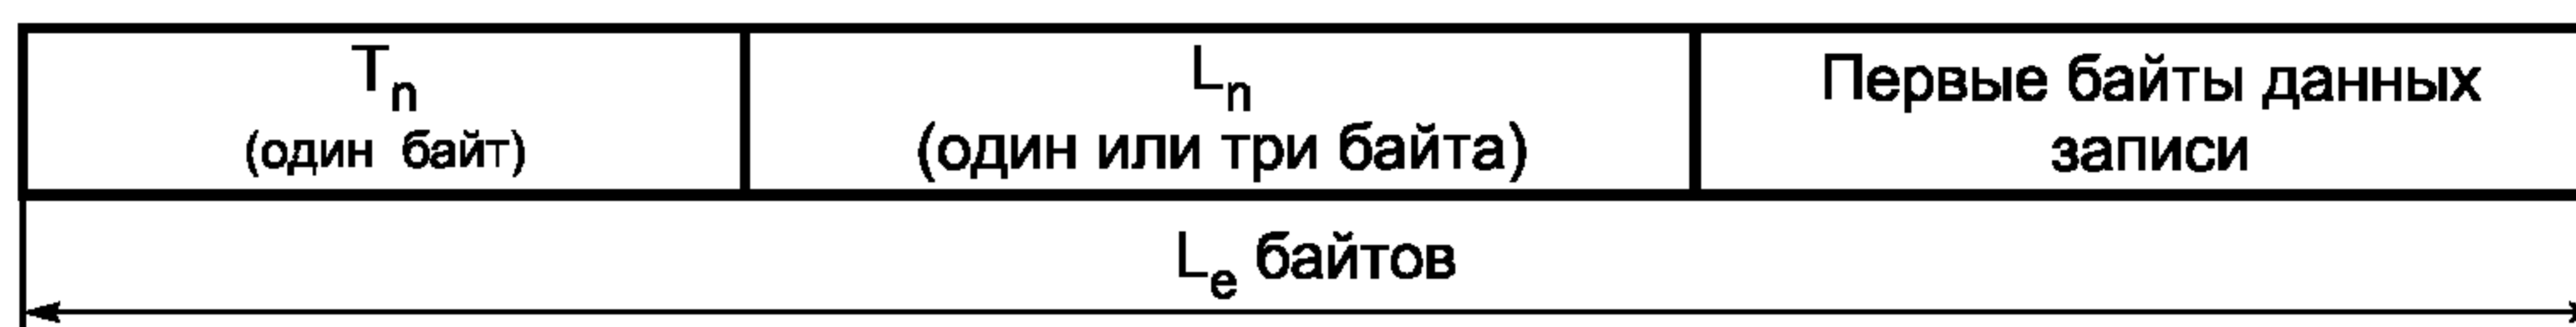 Tn
(один байт)
Ln
(один или три байта)
Первые байты данных
записи
Le байтов